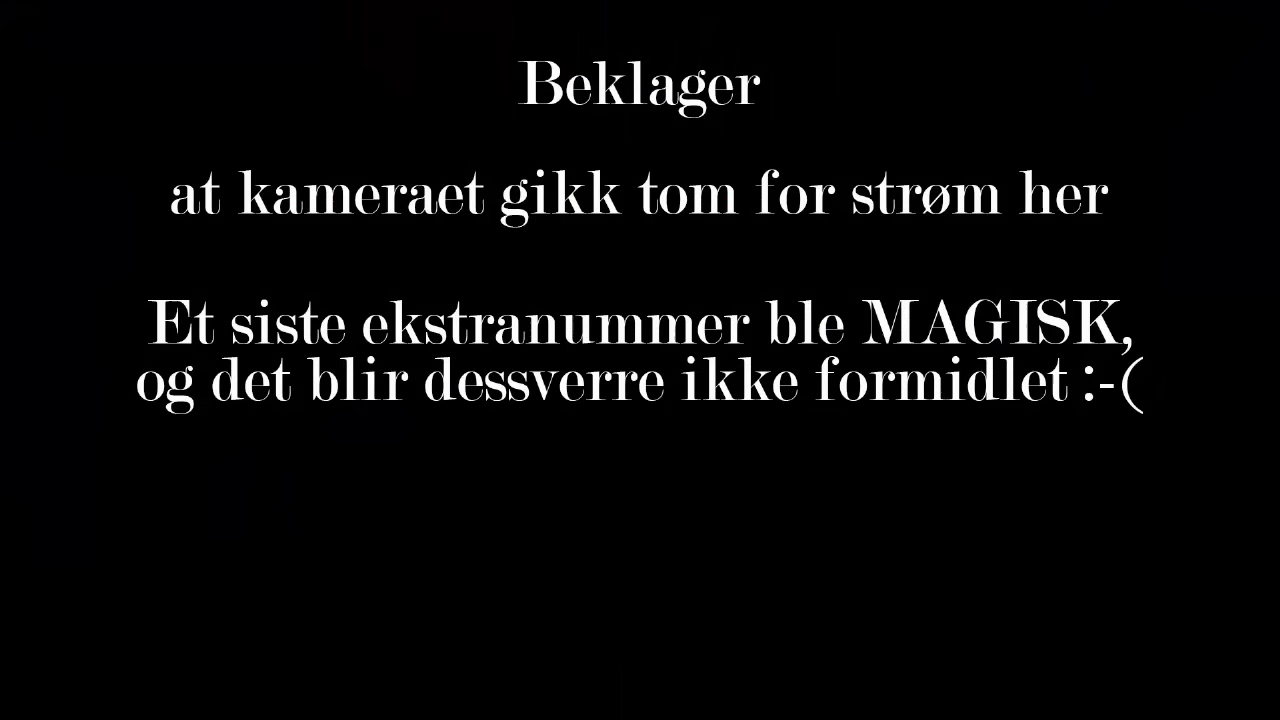 Beklager
at kameraet gikk tom for strøm her
Et siste ekstranummer ble MAGISK,
og det blir dessverre ikke formidlet :-(